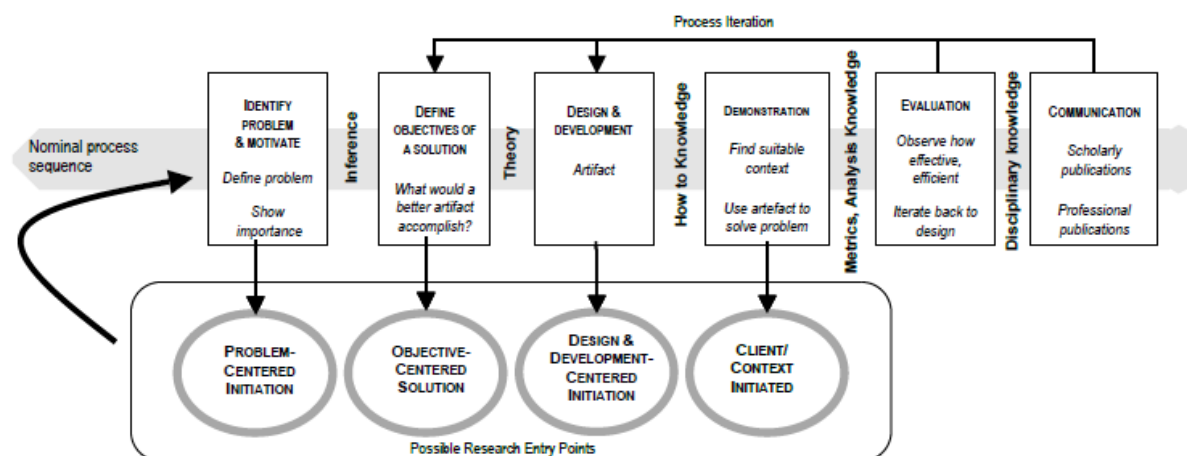 Process Iteration
Nominal process
sequence
IDENTIFY
PROBLEM
& MOTIVATE
Define problem
Show
importance
Inference
DEFINE
OBJECTIVES OF
A SOLUTION
What would a
better artifact
accomplish?
Theory
DESIGN &
DEVELOPMENT
Artifact
How to Knowledge
DEMONSTRATION
Find suitable
context
Use artefact to
solve problem
Metrics, Analysis Knowledge
EVALUATION
Observe how
effective,
efficient
Iterate back to
design
Disciplinary knowledge
COMMUNICATION
Scholarly
publications
Professional
publications
PROBLEM-
CENTERED
INITIATION
OBJECTIVE-
CENTERED
SOLUTION
DESIGN &
DEVELOPMENT-
CENTERED
INITIATION
CLIENT/
CONTEXT
INITIATED
Possible Research Entry Points